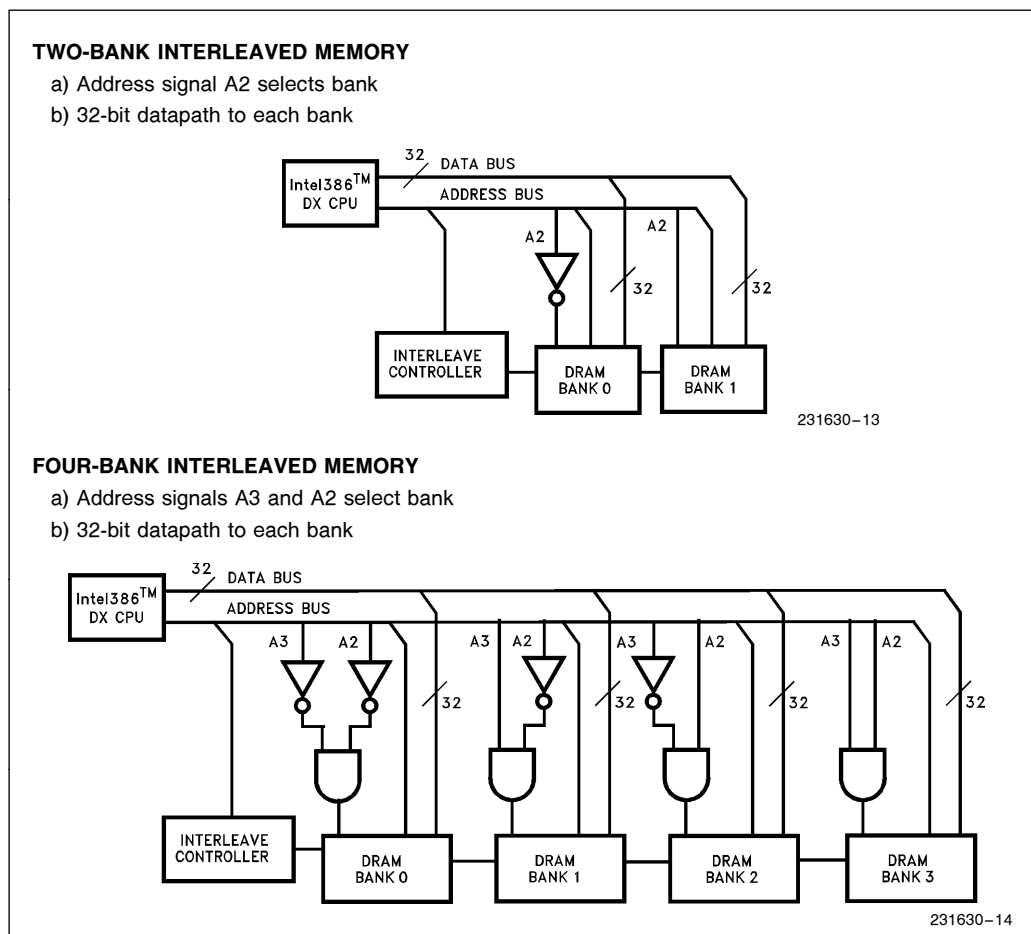 TWO-BANK INTERLEAVED MEMORY
a) Address signal A2 selects bank
b) 32-bit datapath to each bank
32
DATA BUS
Intel386™
DX CPU
ADDRESS BUS
A2
A2
32
32
INTERLEAVE
CONTROLLER
DRAM
BANK 0
DRAM
BANK 1
231630–13
FOUR-BANK INTERLEAVED MEMORY
a) Address signals A3 and A2 select bank
b) 32-bit datapath to each bank
32
DATA BUS
Intel386™
DX CPU
ADDRESS BUS
A3
A2
A3
A2
A3
A2
A3
A2
32
32
32
32
INTERLEAVE
CONTROLLER
DRAM
BANK 0
DRAM
BANK 1
DRAM
BANK 2
DRAM
BANK 3
231630–14